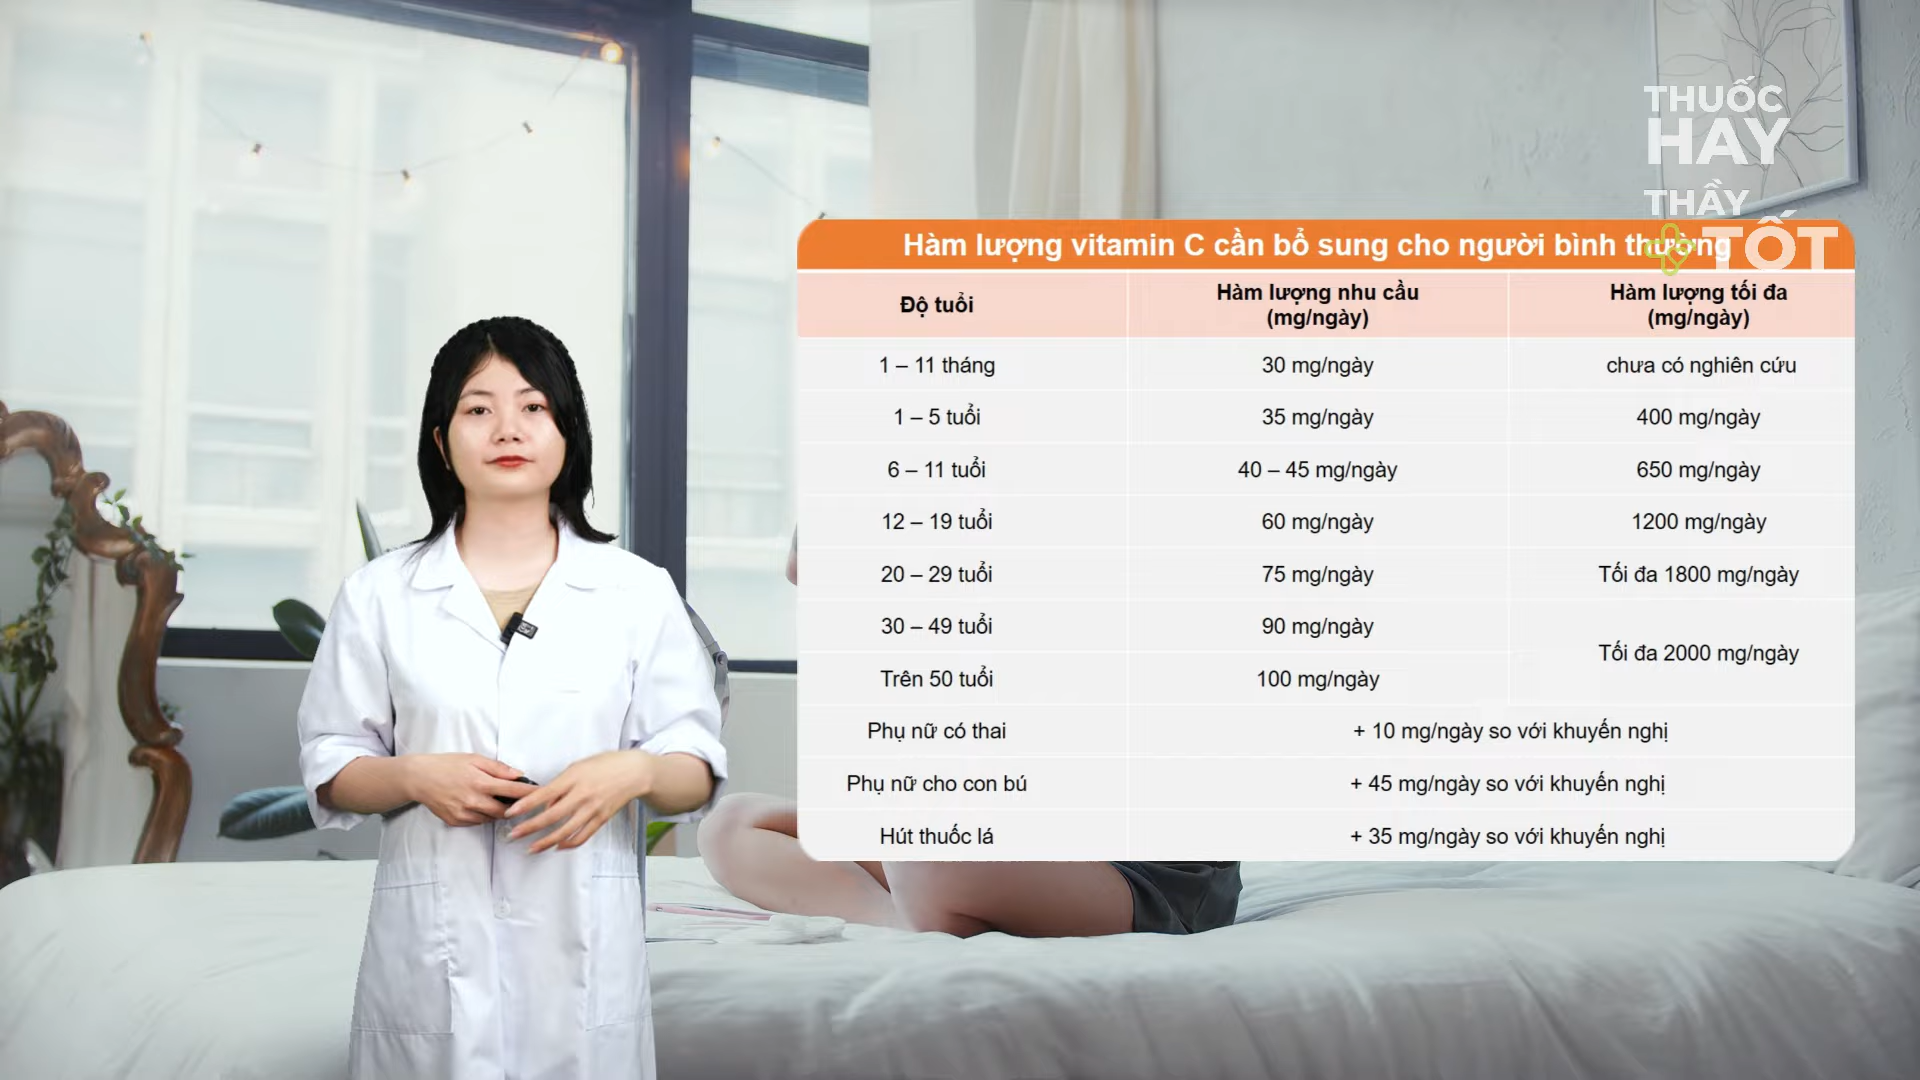 THUỐC
HAY
THẦY
TỐT
Hàm lượng vitamin C cần bổ sung cho người bình thường
Độ tuổi
Hàm lượng nhu cầu
(mg/ngày)
Hàm lượng tối đa
(mg/ngày)
1 – 11 tháng
30 mg/ngày
chưa có nghiên cứu
1 – 5 tuổi
35 mg/ngày
400 mg/ngày
6 – 11 tuổi
40 – 45 mg/ngày
650 mg/ngày
12 – 19 tuổi
60 mg/ngày
1200 mg/ngày
20 – 29 tuổi
75 mg/ngày
Tối đa 1800 mg/ngày
30 – 49 tuổi
90 mg/ngày
Tối đa 2000 mg/ngày
Trên 50 tuổi
100 mg/ngày
Phụ nữ có thai
+ 10 mg/ngày so với khuyến nghị
Phụ nữ cho con bú
+ 45 mg/ngày so với khuyến nghị
Hút thuốc lá
+ 35 mg/ngày so với khuyến nghị